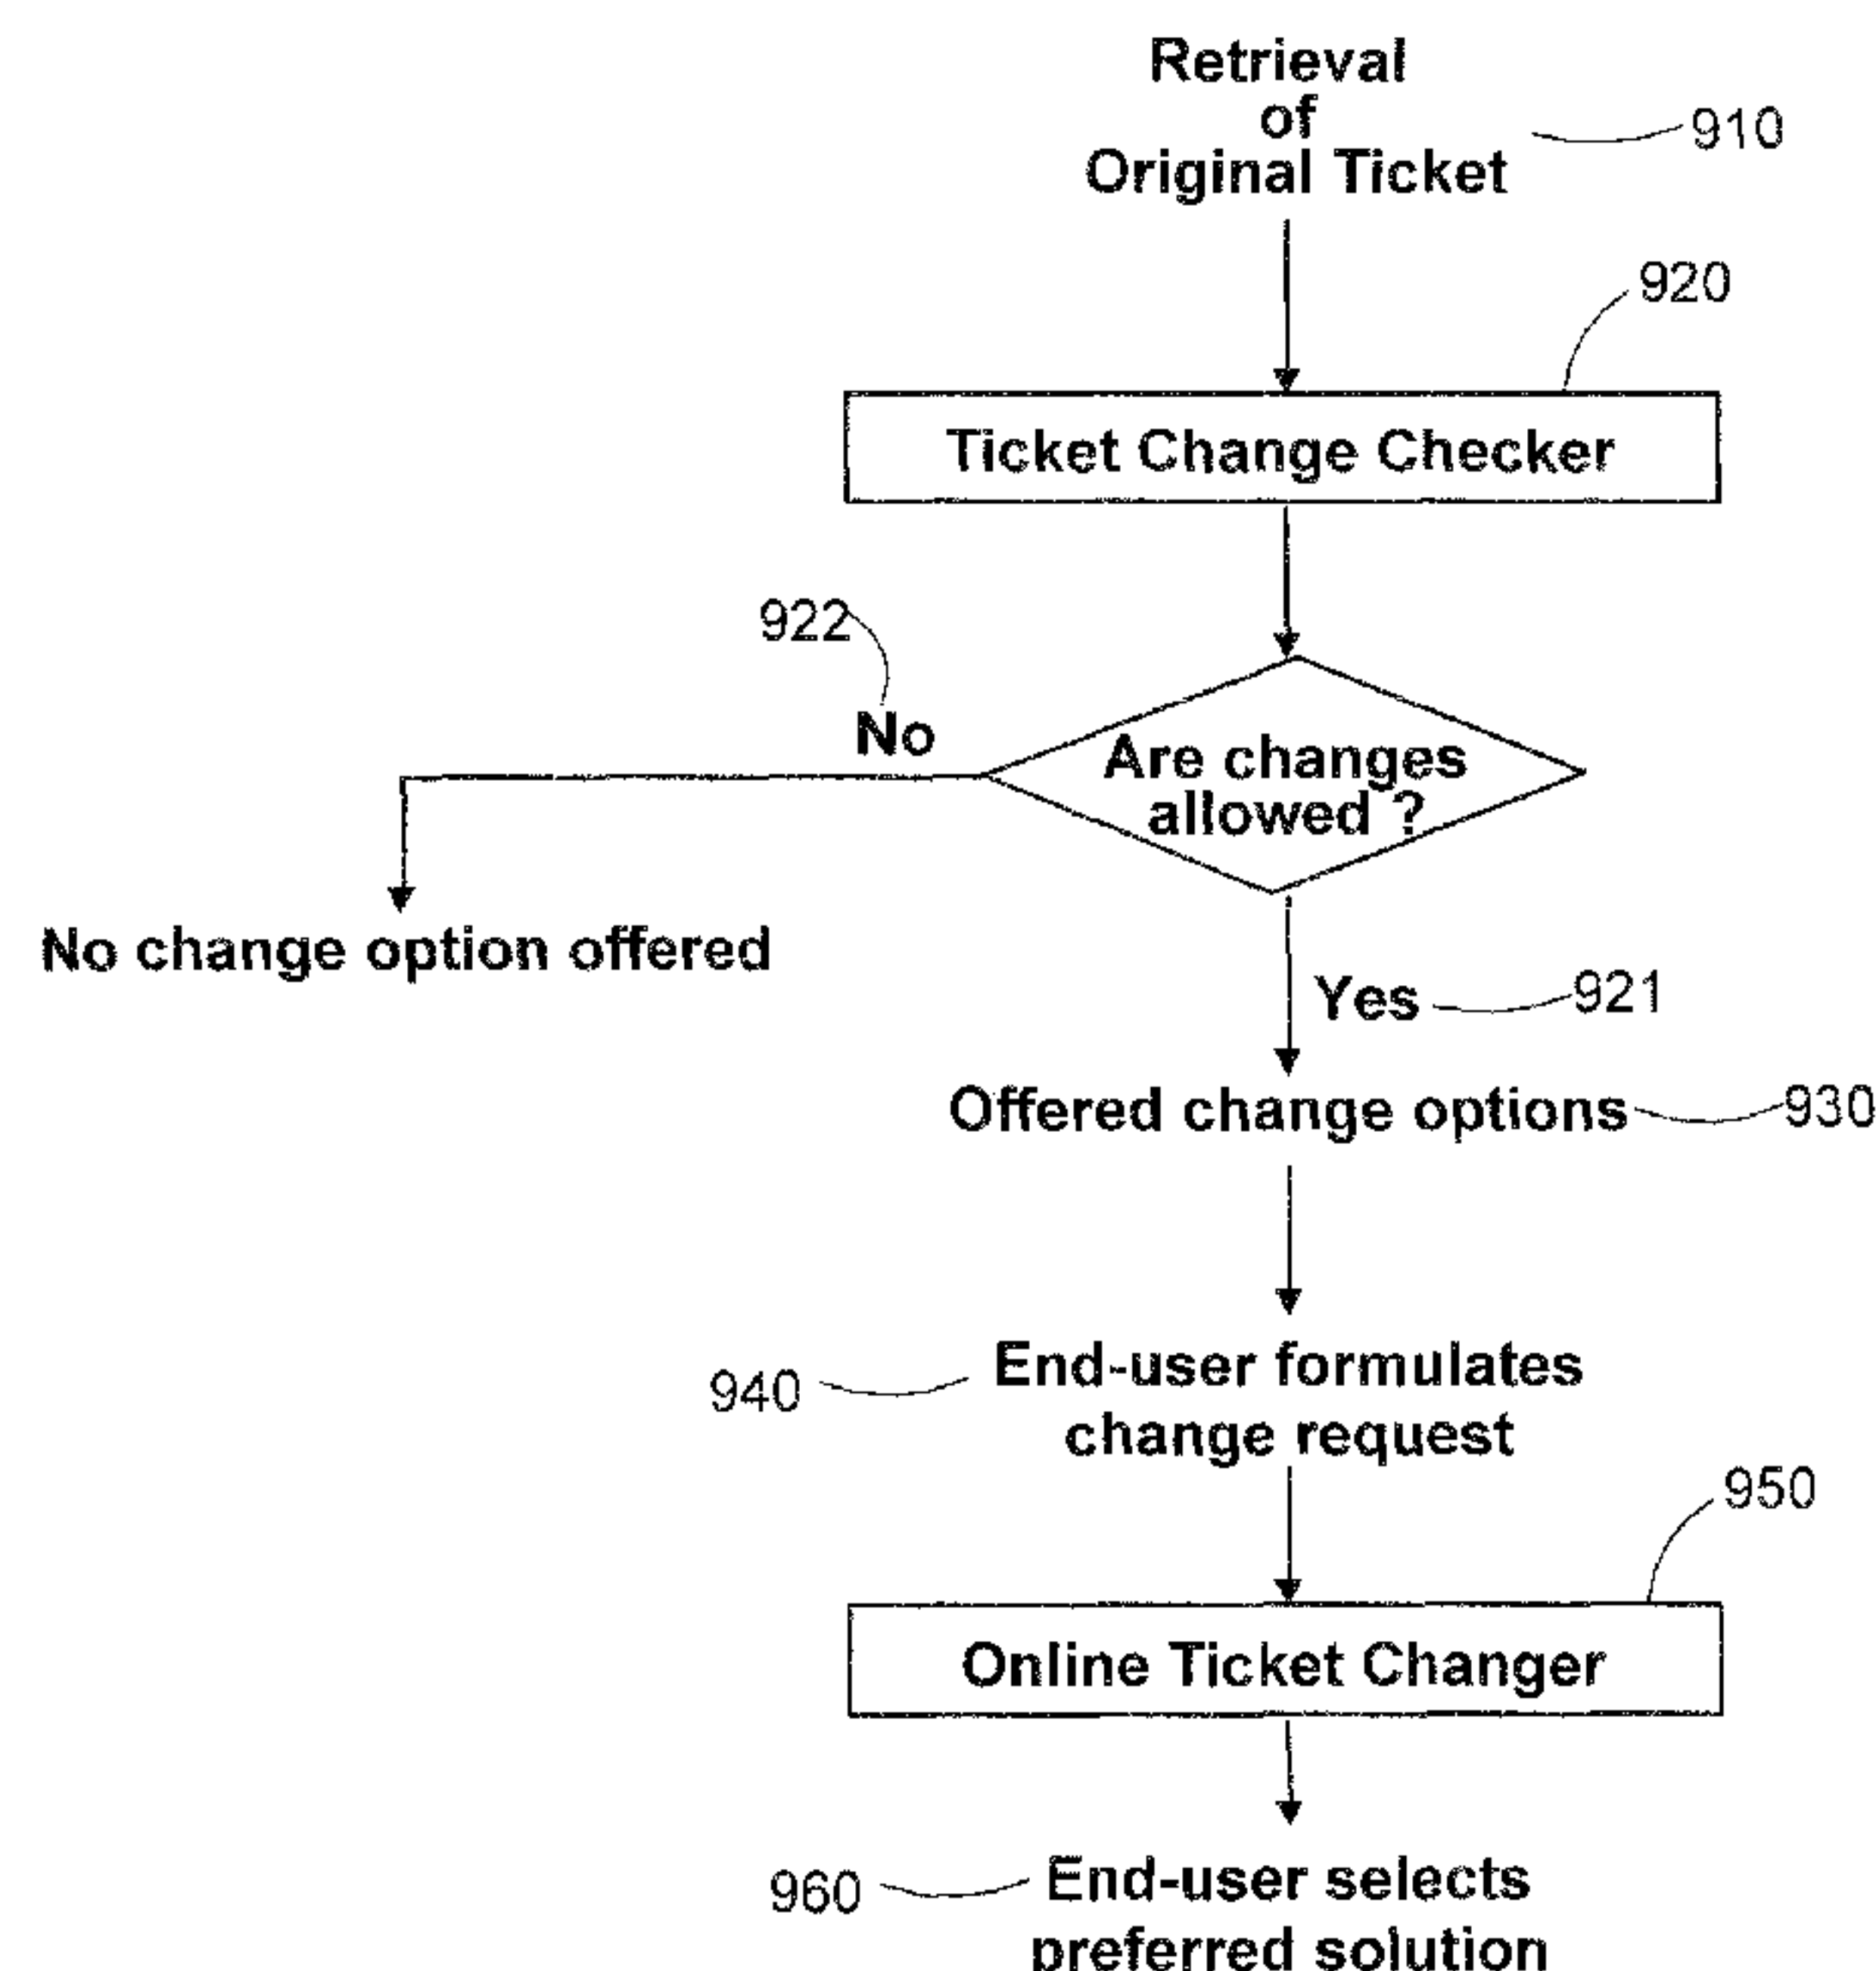 Retrieval
of
Original Ticket
910
920
Ticket Change Checker
922
No
Are changes
allowed ?
No change option offered
Yes
921
Offered change options
930
940
End-user formulates
change request
950
Online Ticket Changer
960
End-user selects
preferred solution